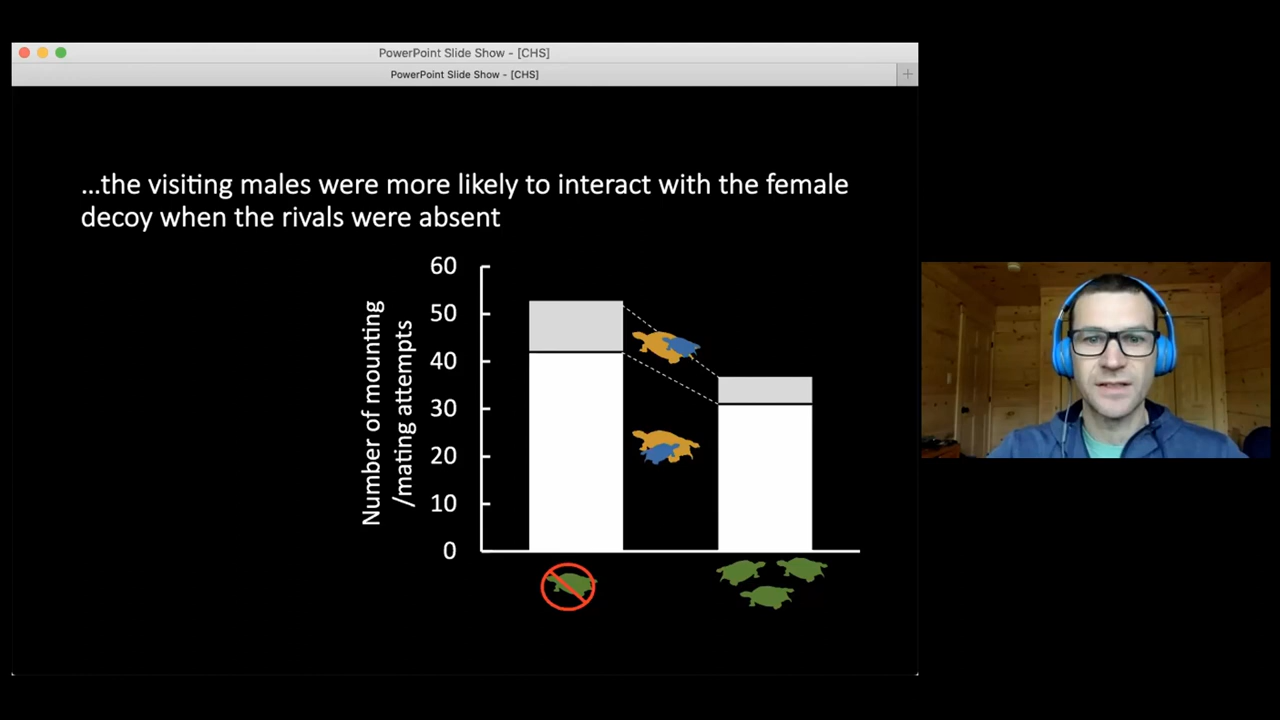 PowerPoint Slide Show - [CHS]
PowerPoint Slide Show - [CHS]
...the visiting males were more likely to interact with the female
decoy when the rivals were absent
Number of mounting
/mating attempts
60
50
40
30
20
10
0